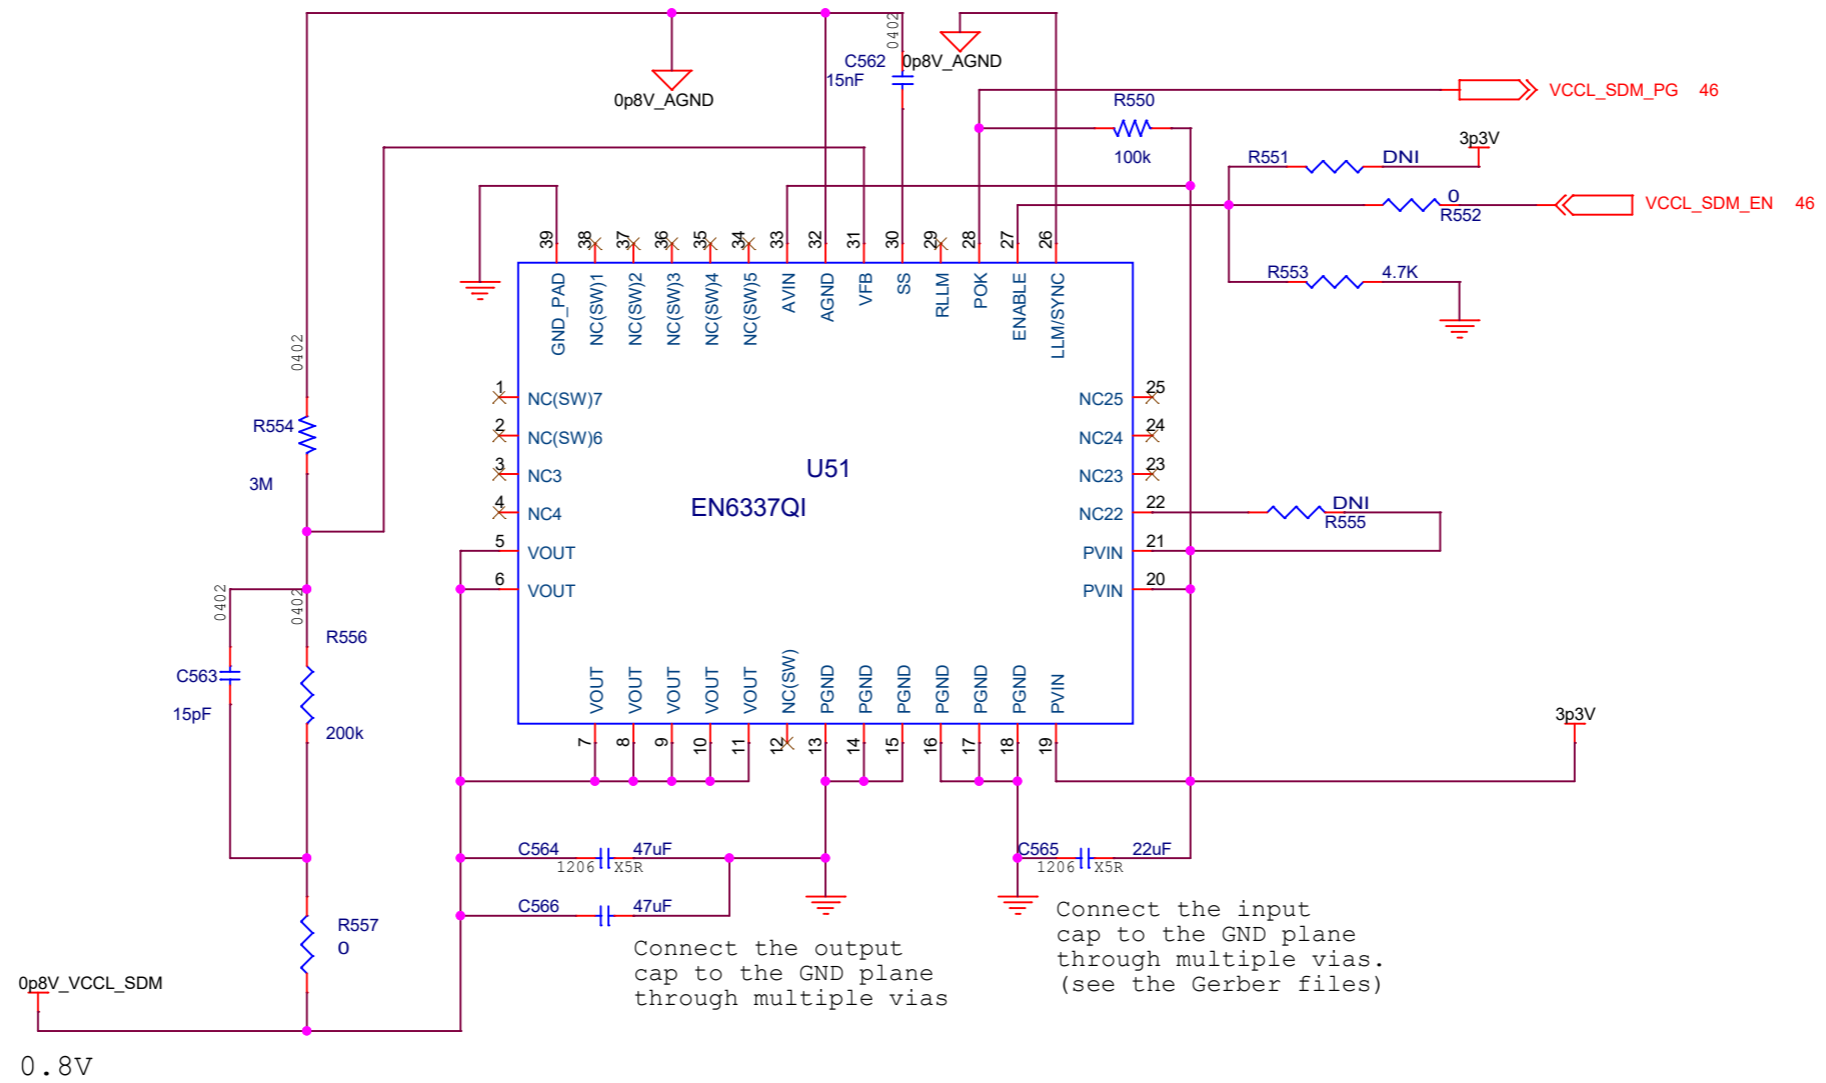 0402
C562
15nF
0p8V_AGND
0p8V_AGND
R550
100k
VCCL_SDM_PG 46
3p3V
R551
DNI
0
R552
VCCL_SDM_EN 46
R553
4.7K
39
38
37
36
35
34
33
32
31
30
29
28
27
26
GND_PAD
NC(SW)1
NC(SW)2
NC(SW)3
NC(SW)4
NC(SW)5
AVIN
AGND
VFB
SS
RLLM
POK
ENABLE
LLM/SYNC
0402
R554
3M
1
NC(SW)7
2
NC(SW)6
3
NC3
4
NC4
5
VOUT
6
VOUT
U51
EN6337QI
NC25
25
NC24
24
NC23
23
NC22
22
DNI
R555
PVIN
21
PVIN
20
0402
0402
R556
C563
15pF
200k
VOUT
VOUT
VOUT
VOUT
VOUT
NC(SW)
PGND
PGND
PGND
PGND
PGND
PGND
PVIN
7
8
9
10
11
12
13
14
15
16
17
18
19
3p3V
C564
47uF
1206
X5R
C566
47uF
C565
22uF
1206
X5R
R557
0
Connect the output
cap to the GND plane
through multiple vias
Connect the input
cap to the GND plane
through multiple vias.
(see the Gerber files)
0p8V_VCCL_SDM
0.8V